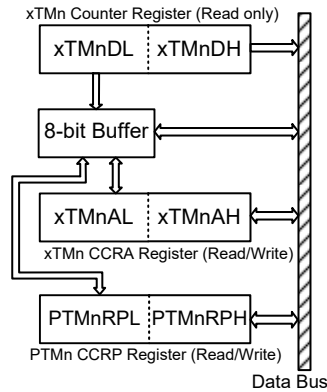 xTMn Counter Register (Read only)
xTMnDL xTMnDH
8-bit Buffer
xTMnAL xTMnAH
xTMn CCRA Register (Read/Write)
PTMnRPL PTMnRPH
PTMn CCRP Register (Read/Write)
Data Bus